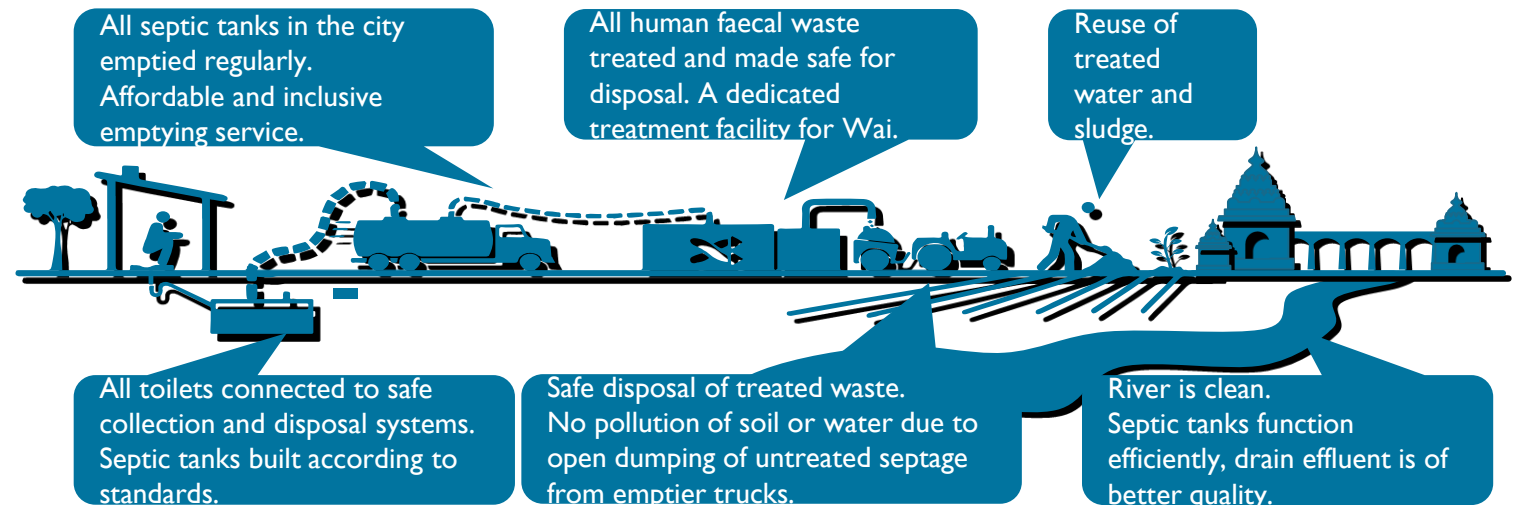 All septic tanks in the city
emptied regularly.
Affordable and inclusive
emptying service.
All human faecal waste
treated and made safe for
disposal. A dedicated
treatment facility for Wai.
Reuse of
treated
water and
sludge.
All toilets connected to safe
collection and disposal systems.
Septic tanks built according to
standards.
Safe disposal of treated waste.
No pollution of soil or water due to
open dumping of untreated septage
from emptier trucks.
River is clean.
Septic tanks function
efficiently, drain effluent is of
better quality.